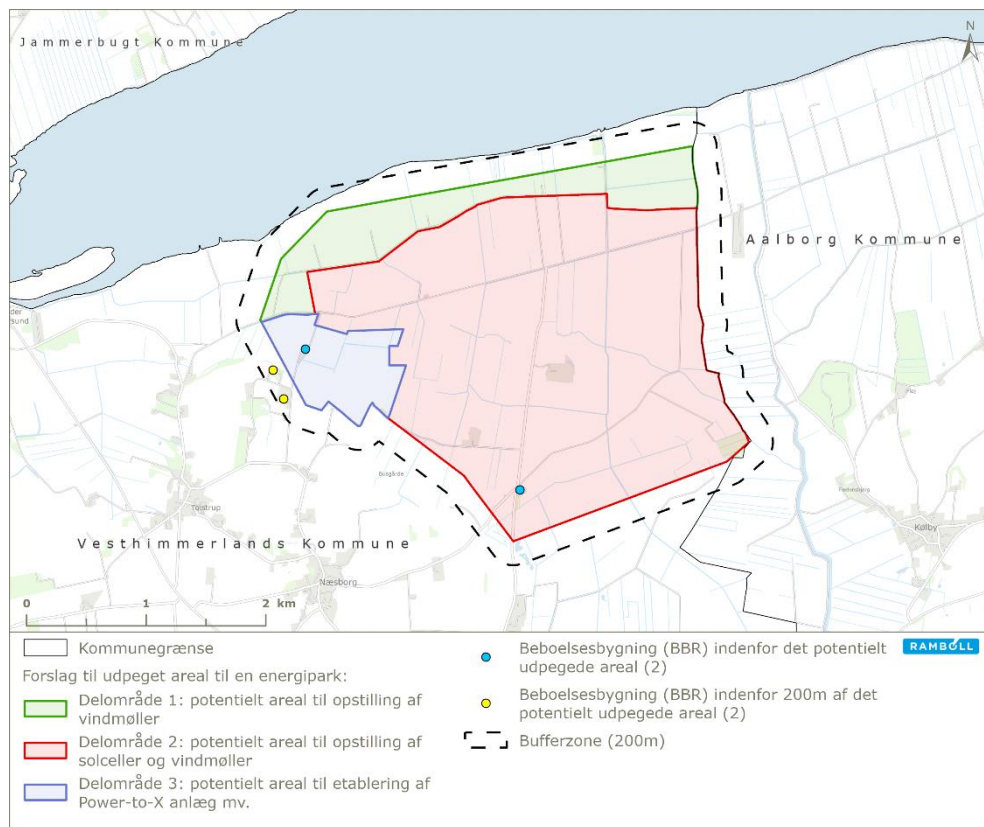 Jammerbugt Kommune
N
Aalborg Kommune
Tolstrup
Vesthimmerlands Kommune
Næsborg
Kølby
0 1 2 km
Kommunegrænse
Forslag til udpeget areal til en energipark:
Delområde 1: potentielt areal til opstilling af
vindmøller
Delområde 2: potentielt areal til opstilling af
solceller og vindmøller
Delområde 3: potentielt areal til etablering af
Power-to-X anlæg mv.
Beboelsesbygning (BBR) indenfor det potentielt
udpegede areal (2)
Beboelsesbygning (BBR) indenfor 200m af det
potentielt udpegede areal (2)
Bufferzone (200m)
RAMBOLL